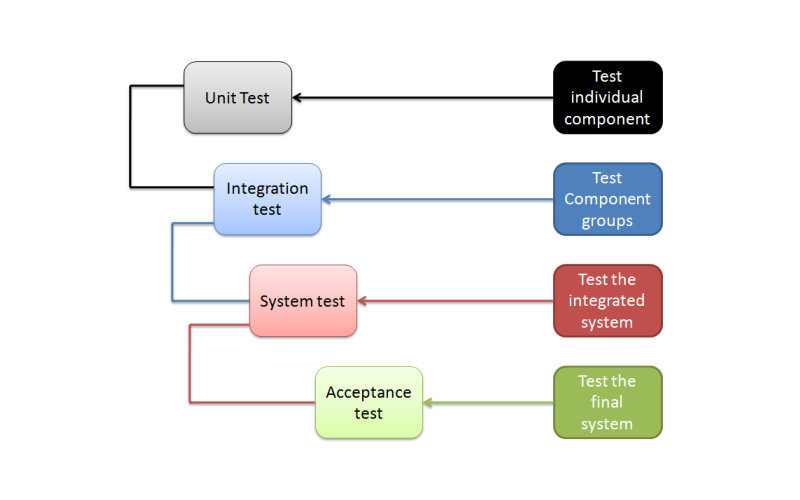 Unit Test
Test
individual
component
Integration
test
Test
Component
groups
System test
Test the
integrated
system
Acceptance
test
Test the
final
system